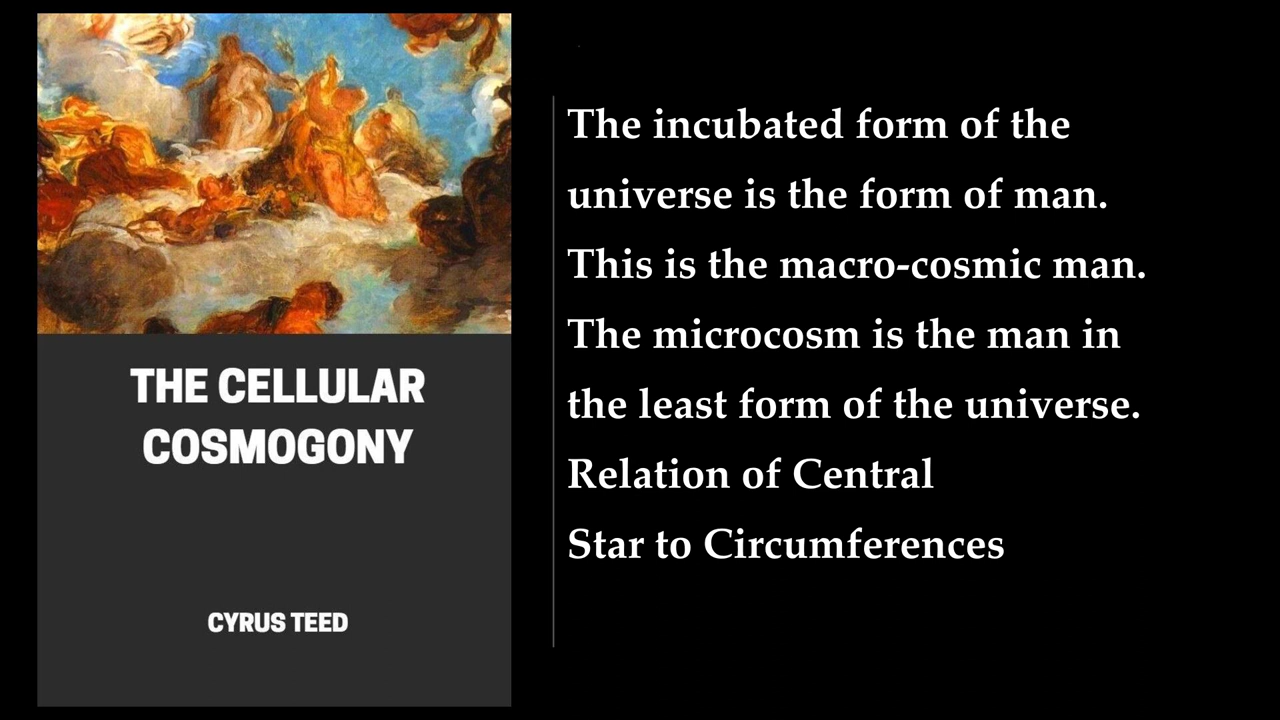 THE CELLULAR
COSMOGONY
CYRUS TEED
The incubated form of the
universe is the form of man.
This is the macro-cosmic man.
The microcosm is the man in
the least form of the universe.
Relation of Central
Star to Circumferences